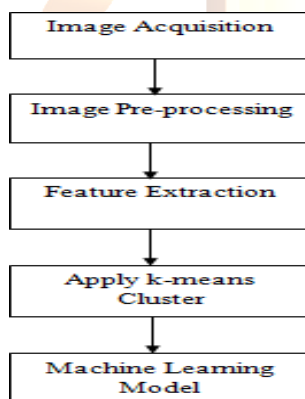 Image Acquisition
Image Pre-processing
Feature Extraction
Apply k-means
Cluster
Machine Learning
Model